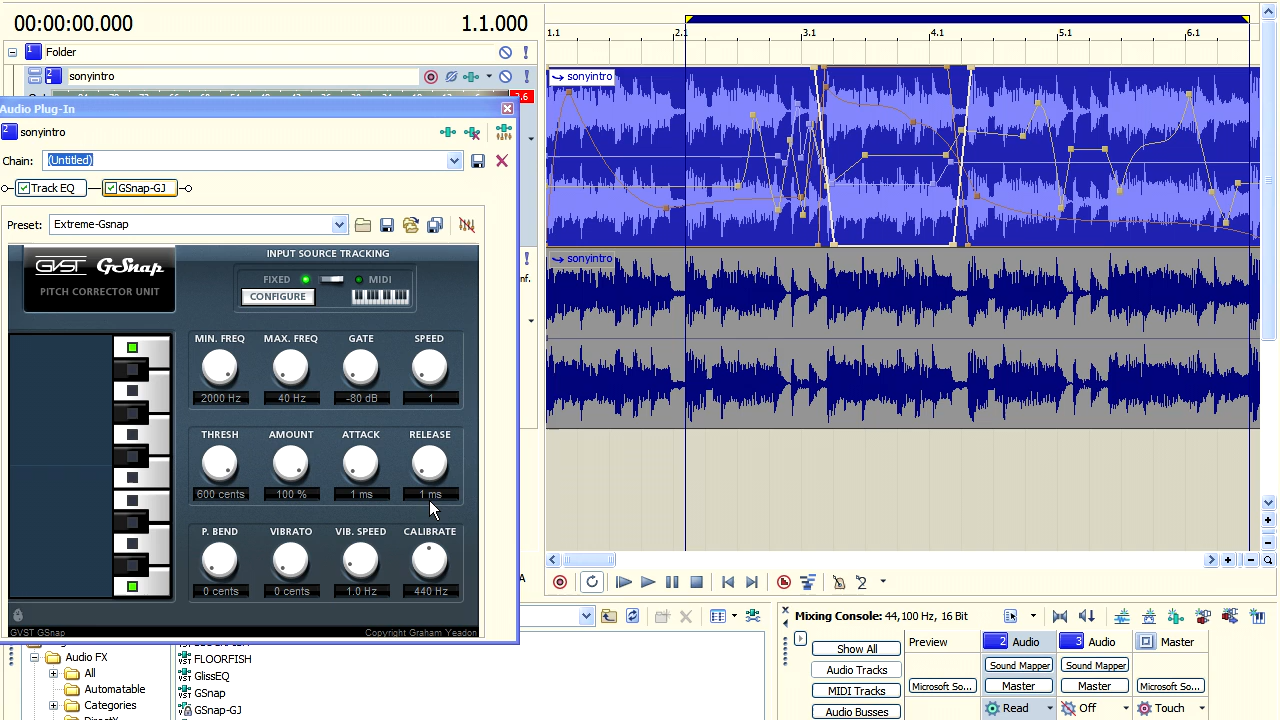 00:00:00.000
1.1.000
1.1
2.1
3.1
4.1
5.1
6.1
1
Folder
2
sonyintro
sonyintro
Audio Plug-In
2
sonyintro
Chain:
(Untitled)
Track EQ
GSnap-GJ
Preset:
Extreme-Gsnap
GVST
GSnap
PITCH CORRECTOR UNIT
INPUT SOURCE TRACKING
FIXED
MIDI
CONFIGURE
MIN. FREQ
MAX. FREQ
GATE
SPEED
2000 Hz
40 Hz
-80 dB
1
THRESH
AMOUNT
ATTACK
RELEASE
600 cents
100 %
1 ms
1 ms
P. BEND
VIBRATO
VIB. SPEED
CALIBRATE
0 cents
0 cents
1.0 Hz
440 Hz
GVST GSnap
Copyright Graham Yeadon
sonyintro
nf.
2
Audio FX
All
Automatable
Categories
FLOORFISH
GlissEQ
GSnap
GSnap-GJ
Mixing Console: 44,100 Hz, 16 Bit
Show All
Audio Tracks
MIDI Tracks
Audio Busses
Preview
Microsoft So...
2 Audio
Sound Mapper
Master
Read
3 Audio
Sound Mapper
Master
Off
Master
Microsoft So...
Touch